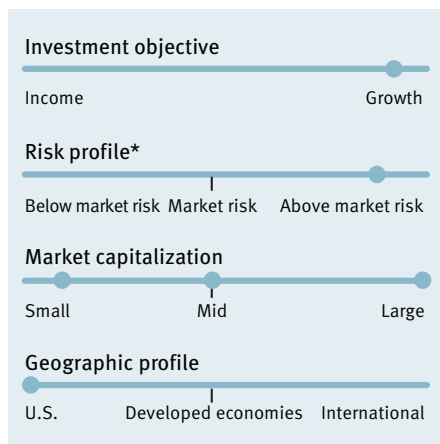 Investment objective
Income Growth
Risk profile*
Below market risk Market risk Above market risk
Market capitalization
Small Mid Large
Geographic profile
U.S. Developed economies International